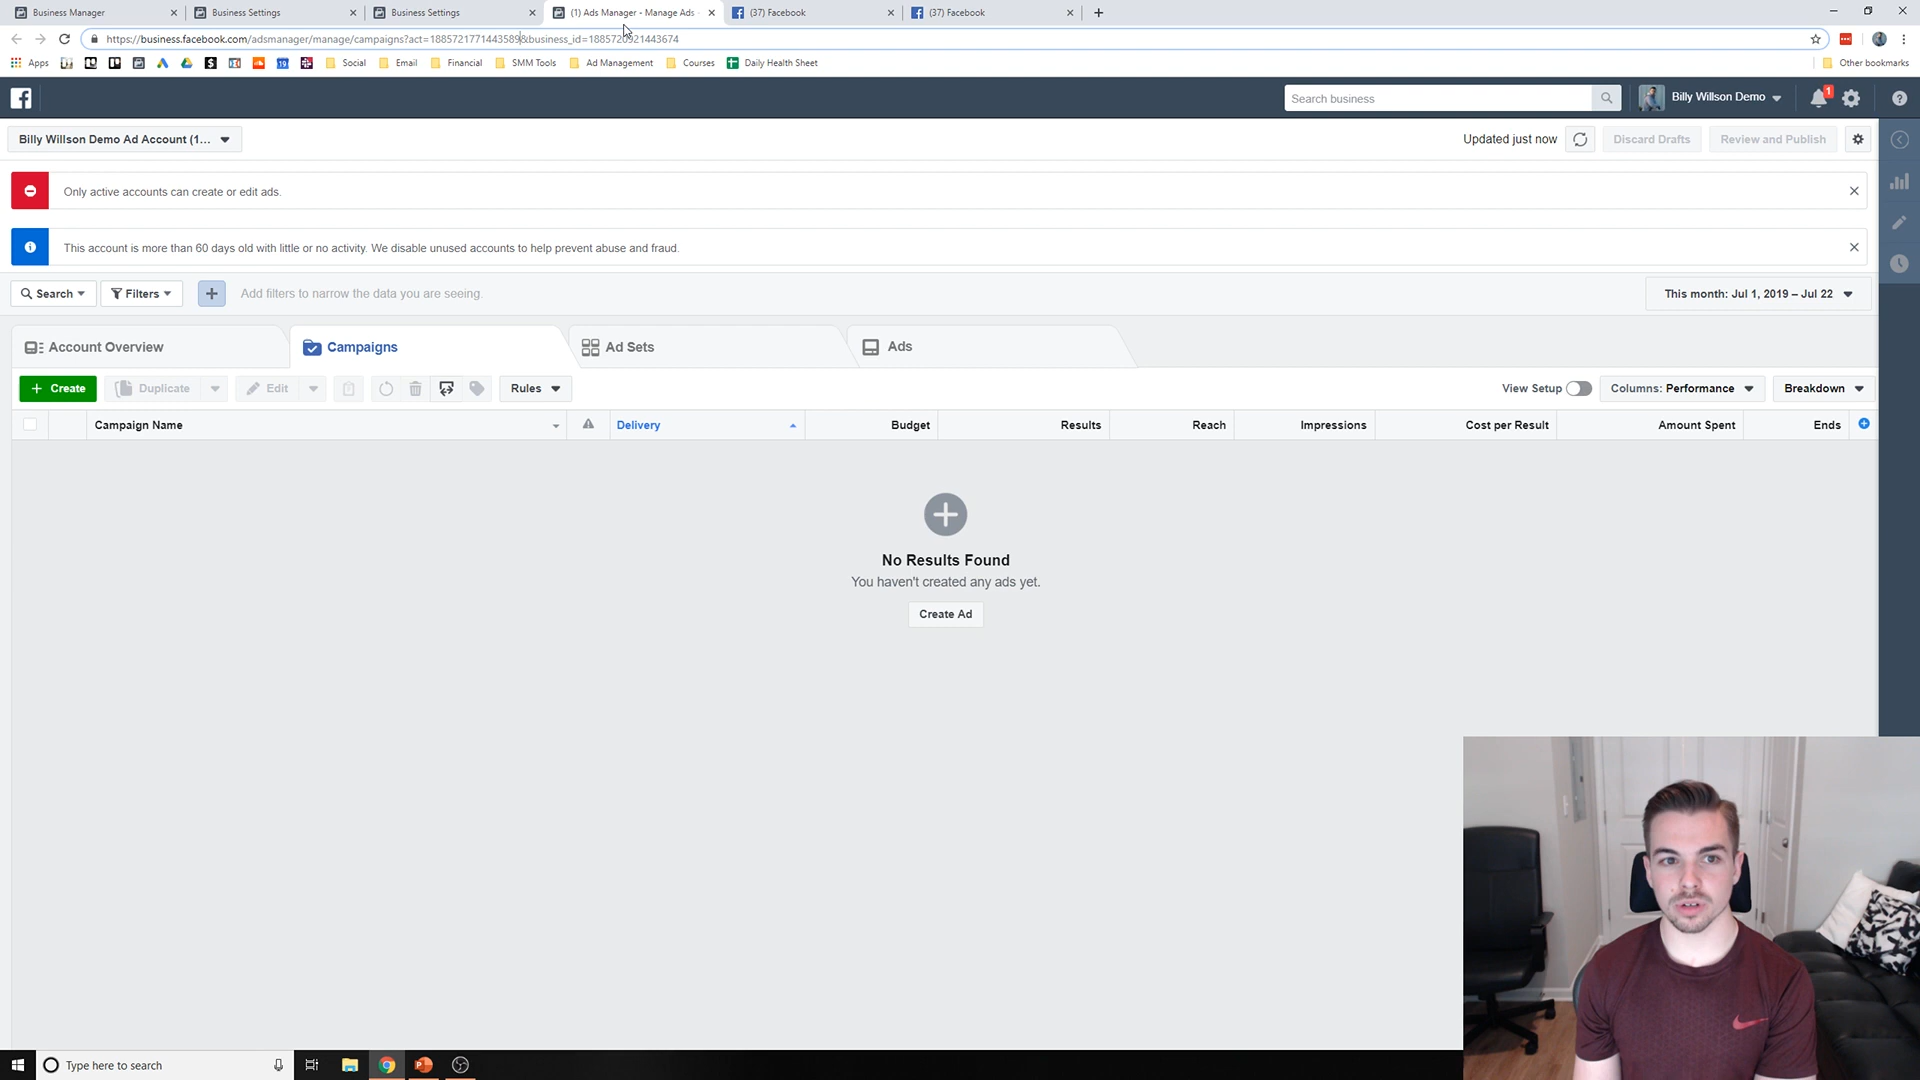 Business Manager
Business Settings
Business Settings
(1) Ads Manager - Manage Ads
(37) Facebook
(37) Facebook
https://business.facebook.com/adsmanager/manage/campaigns?act=1885721771443589&business_id=1885720921443674
Apps
Social
Email
Financial
SMM Tools
Ad Management
Courses
Daily Health Sheet
Other bookmarks
Search business
Billy Willson Demo
1
Billy Willson Demo Ad Account (1...
Updated just now
Discard Drafts
Review and Publish
Only active accounts can create or edit ads.
This account is more than 60 days old with little or no activity. We disable unused accounts to help prevent abuse and fraud.
Search
Filters
Add filters to narrow the data you are seeing.
This month: Jul 1, 2019 – Jul 22
Account Overview
Campaigns
Ad Sets
Ads
Create
Duplicate
Edit
Rules
View Setup
Columns: Performance
Breakdown
Campaign Name
Delivery
Budget
Results
Reach
Impressions
Cost per Result
Amount Spent
Ends
No Results Found
You haven't created any ads yet.
Create Ad
Type here to search